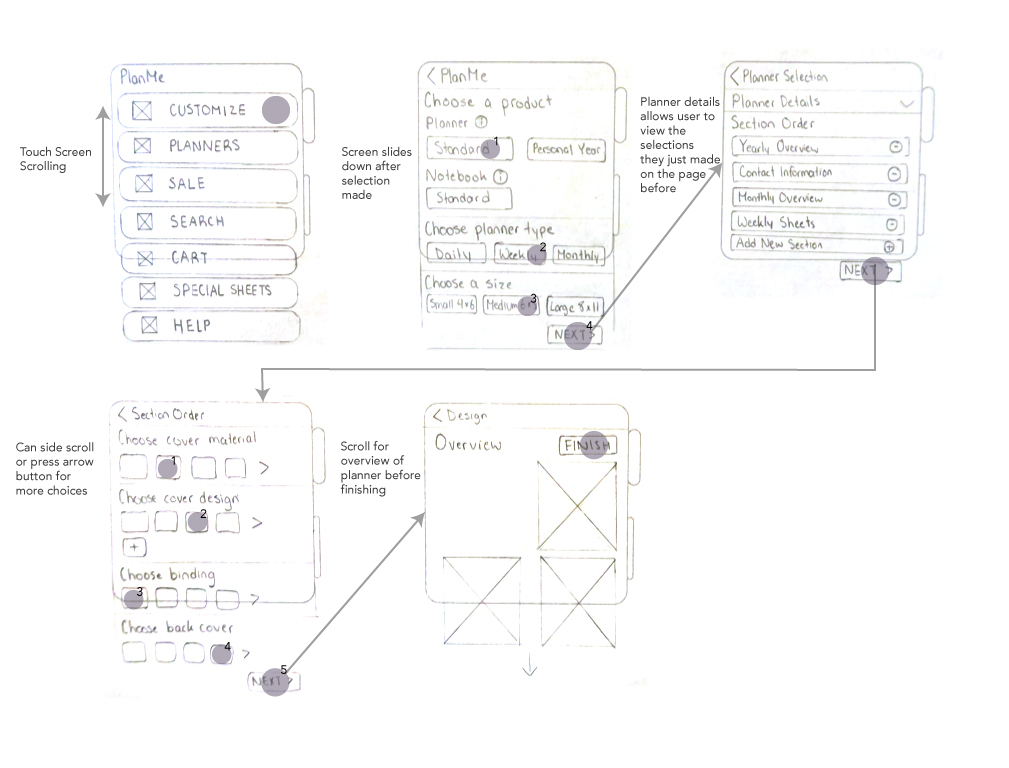 PlanMe
CUSTOMIZE
PLANNERS
SALE
SEARCH
CART
SPECIAL SHEETS
HELP
Touch Screen
Scrolling
< PlanMe
Choose a product
Planner ⓘ
Standard 1 Personal Year
Notebook ⓘ
Standard
Choose planner type
Daily Weekly 2 Monthly
Choose a size
Small 4x6 Medium 3 Large 8x11
NEXT > 4
Screen slides
down after
selection
made
Planner details
allows user to
view the
selections
they just made
on the page
before
< Planner Selection
Planner Details
Section Order
Yearly Overview
Contact Information
Monthly Overview
Weekly Sheets
Add New Section
NEXT >
Can side scroll
or press arrow
button for
more choices
< Section Order
Choose cover material
1 >
Choose cover design
2 >
+
Choose binding
3 >
Choose back cover
4 >
NEXT > 5
Scroll for
overview of
planner before
finishing
< Design
Overview FINISH